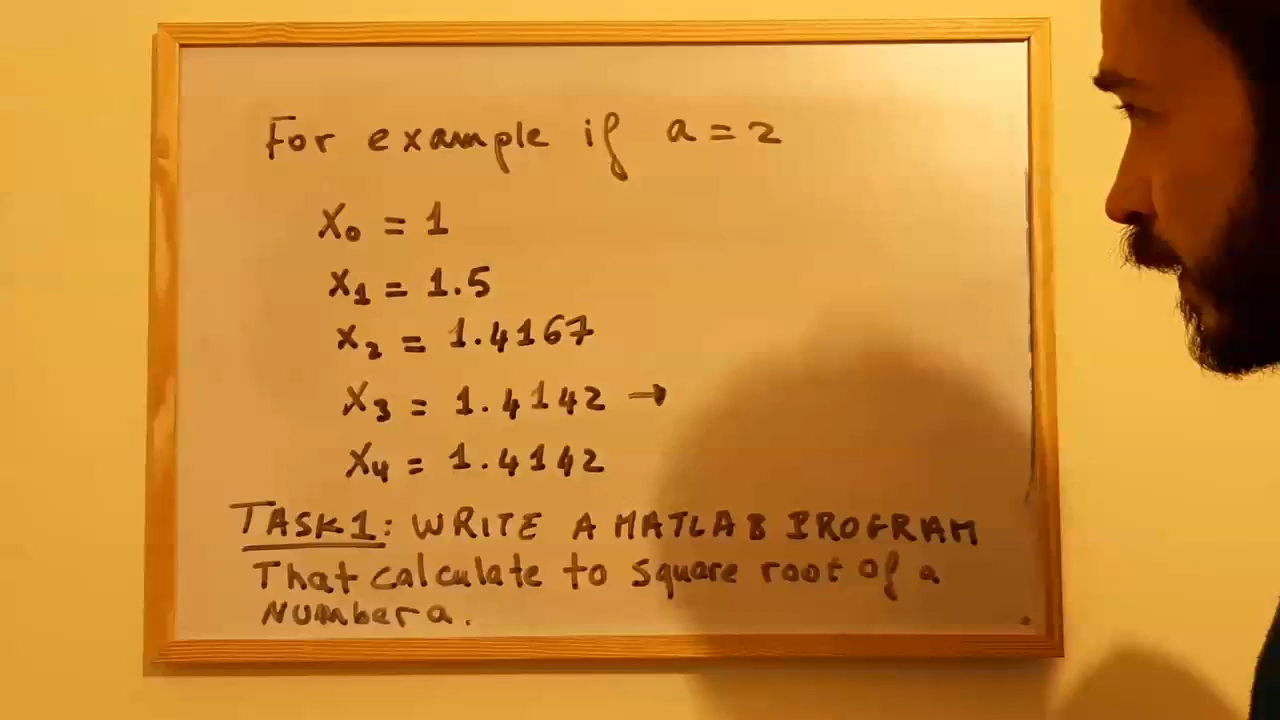 For example if a = 2
x₀ = 1
x₁ = 1.5
x₂ = 1.4167
x₃ = 1.4142 →
x₄ = 1.4142
TASK1: WRITE A MATLAB PROGRAM
That calculate to square root of a
Number a.